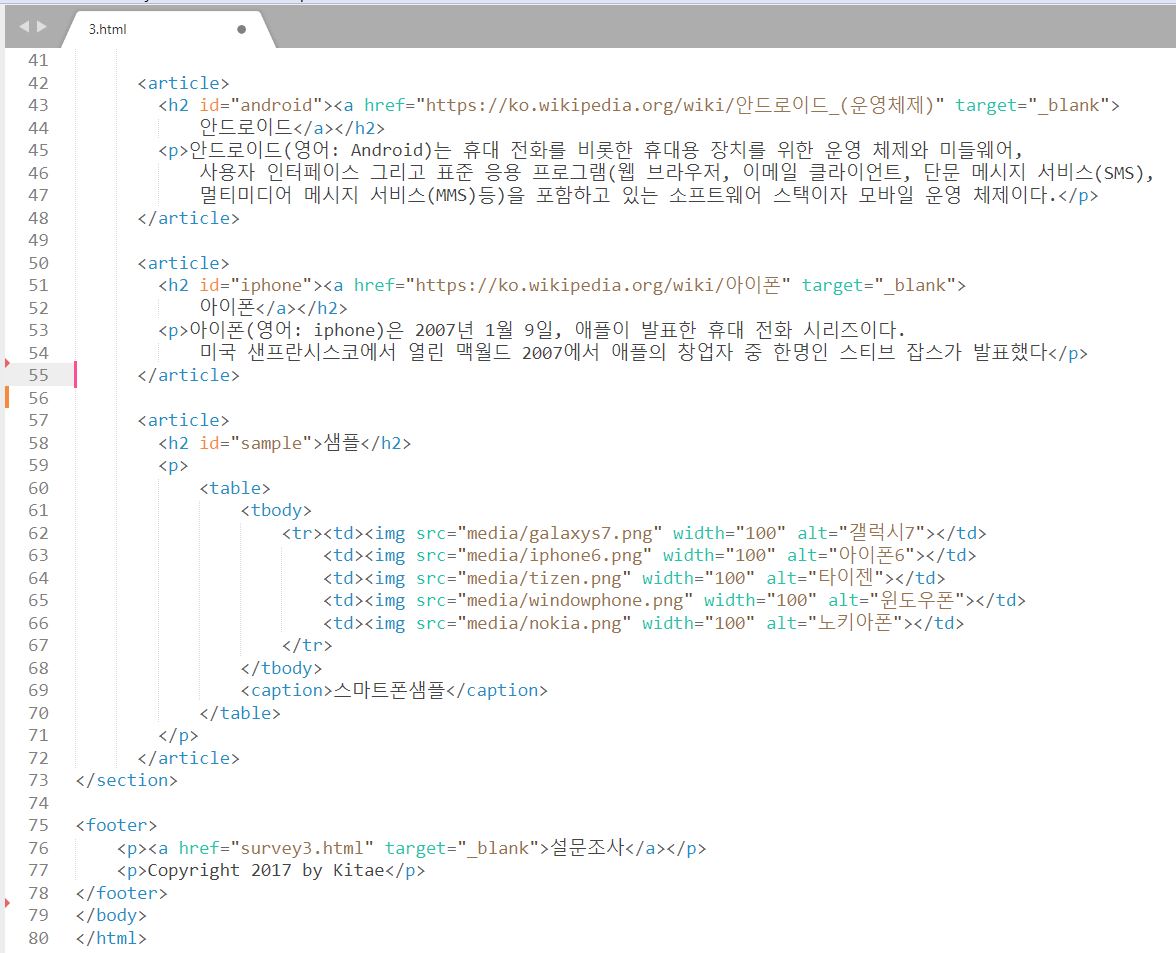 3.html
41
42 <article>
43 <h2 id="android"><a href="https://ko.wikipedia.org/wiki/안드로이드_(운영체제)" target="_blank">
44 안드로이드</a></h2>
45 <p>안드로이드(영어: Android)는 휴대 전화를 비롯한 휴대용 장치를 위한 운영 체제와 미들웨어,
46 사용자 인터페이스 그리고 표준 응용 프로그램(웹 브라우저, 이메일 클라이언트, 단문 메시지 서비스(SMS),
47 멀티미디어 메시지 서비스(MMS)등)을 포함하고 있는 소프트웨어 스택이자 모바일 운영 체제이다.</p>
48 </article>
49
50 <article>
51 <h2 id="iphone"><a href="https://ko.wikipedia.org/wiki/아이폰" target="_blank">
52 아이폰</a></h2>
53 <p>아이폰(영어: iphone)은 2007년 1월 9일, 애플이 발표한 휴대 전화 시리즈이다.
54 미국 샌프란시스코에서 열린 맥월드 2007에서 애플의 창업자 중 한명인 스티브 잡스가 발표했다</p>
55 </article>
56
57 <article>
58 <h2 id="sample">샘플</h2>
59 <p>
60 <table>
61 <tbody>
62 <tr><td><img src="media/galaxys7.png" width="100" alt="갤럭시7"></td>
63 <td><img src="media/iphone6.png" width="100" alt="아이폰6"></td>
64 <td><img src="media/tizen.png" width="100" alt="타이젠"></td>
65 <td><img src="media/windowphone.png" width="100" alt="윈도우폰"></td>
66 <td><img src="media/nokia.png" width="100" alt="노키아폰"></td>
67 </tr>
68 </tbody>
69 <caption>스마트폰샘플</caption>
70 </table>
71 </p>
72 </article>
73 </section>
74
75 <footer>
76 <p><a href="survey3.html" target="_blank">설문조사</a></p>
77 <p>Copyright 2017 by Kitae</p>
78 </footer>
79 </body>
80 </html>